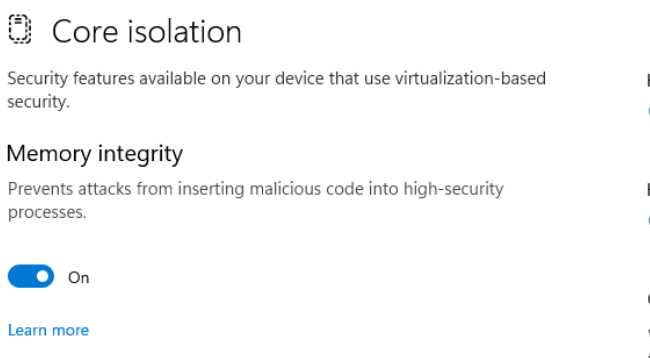 Core isolation
Security features available on your device that use virtualization-based
security.
Memory integrity
Prevents attacks from inserting malicious code into high-security
processes.
On
Learn more